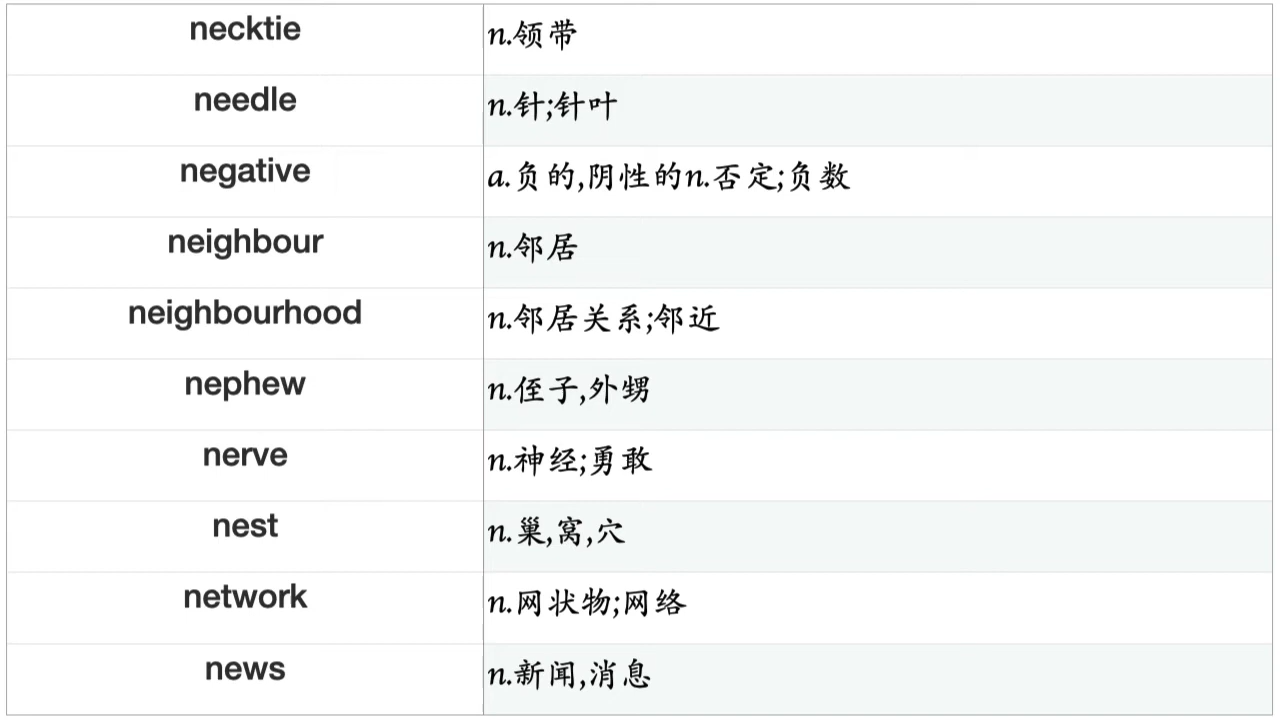 necktie n.领带
needle n.针;针叶
negative a.负的,阴性的n.否定;负数
neighbour n.邻居
neighbourhood n.邻居关系;邻近
nephew n.侄子,外甥
nerve n.神经;勇敢
nest n.巢,窝,穴
network n.网状物;网络
news n.新闻,消息